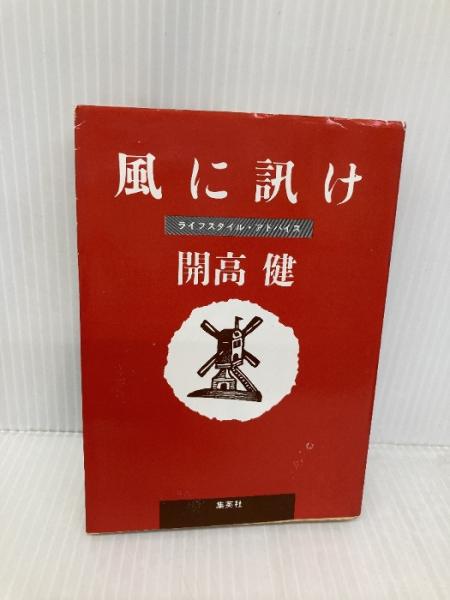 風に訊け
ライフスタイル・アドバイス
開高 健
集英社